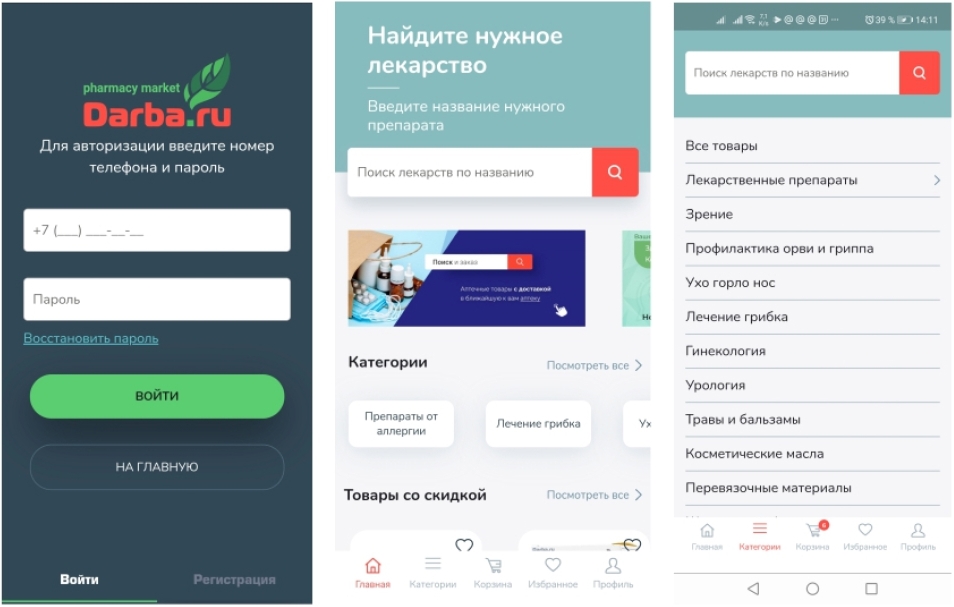 pharmacy market
Darba.ru
Для авторизации введите номер
телефона и пароль
+7 (___) ___-__-__
Пароль
Восстановить пароль
ВОЙТИ
НА ГЛАВНУЮ
Войти
Регистрация
Найдите нужное
лекарство
Введите название нужного
препарата
Поиск лекарств по названию
Поиск и заказ
Аптечные товары с доставкой
в ближайшую к вам аптеку
Категории
Посмотреть все
Препараты от
аллергии
Лечение грибка
Ух
Товары со скидкой
Посмотреть все
Главная
Категории
Корзина
Избранное
Профиль
7,1
K/s
39 %
14:11
Поиск лекарств по названию
Все товары
Лекарственные препараты
Зрение
Профилактика орви и гриппа
Ухо горло нос
Лечение грибка
Гинекология
Урология
Травы и бальзамы
Косметические масла
Перевязочные материалы
6
Главная
Категории
Корзина
Избранное
Профиль